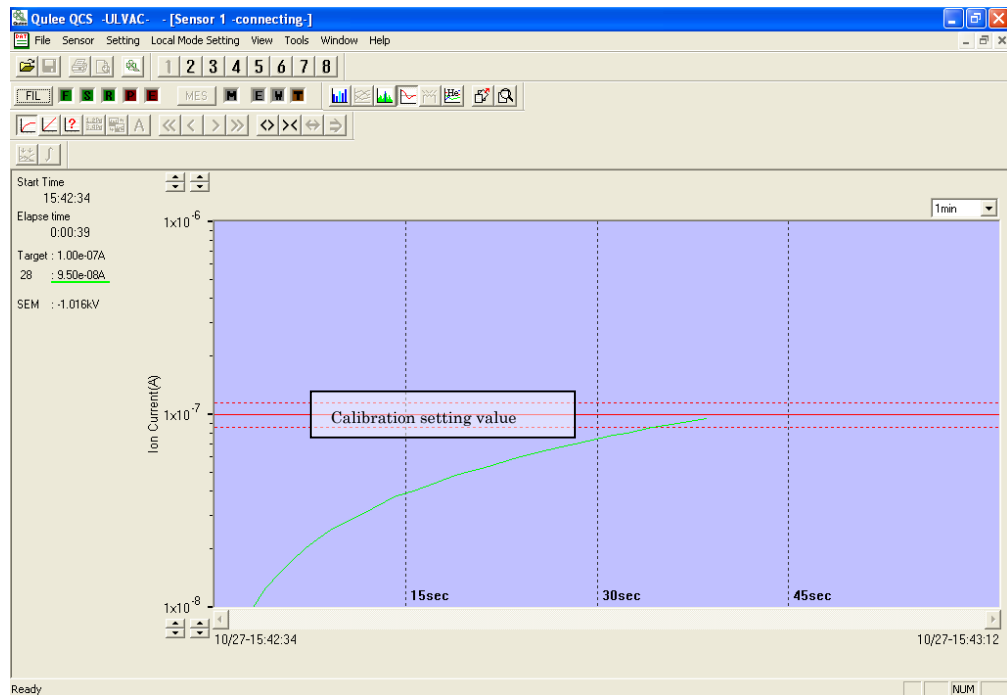 Qulee QCS -ULVAC- - [Sensor 1 -connecting-]
File Sensor Setting Local Mode Setting View Tools Window Help
1 2 3 4 5 6 7 8
FIL F S R P E MES M E W T
A
Start Time
15:42:34
Elapse time
0:00:39
Target : 1.00e-07A
28 : 9.50e-08A
SEM : -1.016kV
1min
1x10-6
1x10-7
1x10-8
Ion Current(A)
Calibration setting value
15sec 30sec 45sec
10/27-15:42:34 10/27-15:43:12
Ready NUM